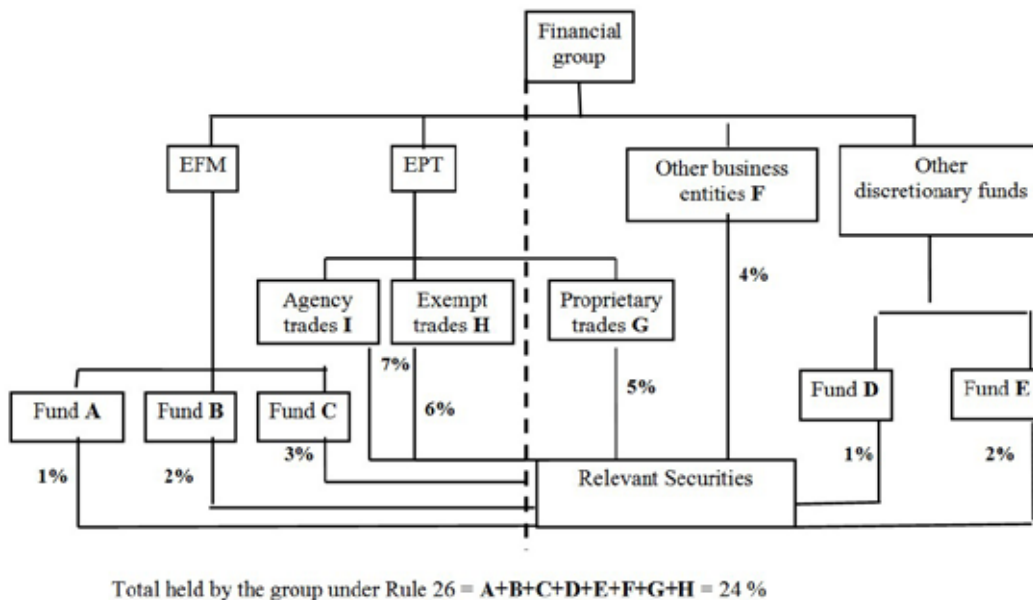 Financial
group
EFM
EPT
Other business
entities F
Other
discretionary funds
4%
Agency
trades I
Exempt
trades H
Proprietary
trades G
7%
6%
5%
Fund A
Fund B
Fund C
Fund D
Fund E
1%
2%
3%
1%
2%
Relevant Securities
Total held by the group under Rule 26 = A+B+C+D+E+F+G+H = 24 %